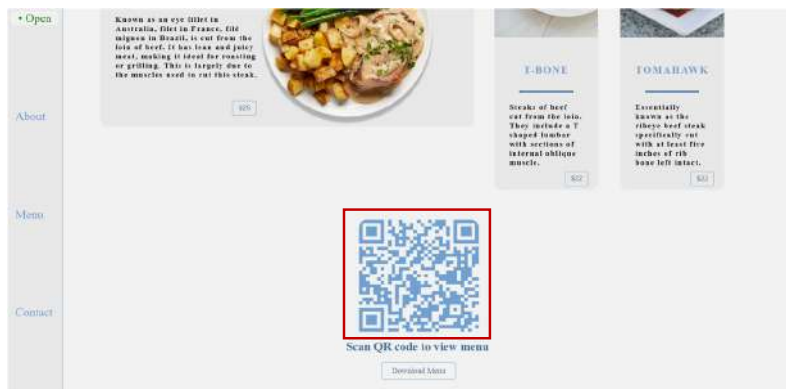 • Open
About
Menu
Contact
Known as an eye fillet in
Australia, filet in France, filé
mignon in Brazil, is cut from the
loin of beef. It has lean and juicy
meat, making it ideal for roasting
or grilling. This is largely due to
the muscles used to cut this steak.
T-BONE
Steaks of beef
cut from the loin.
They include a T
shaped lumbar
with sections of
internal oblique
muscle.
$22
TOMAHAWK
Essentially
known as the
ribeye beef steak
specifically cut
with at least five
inches of rib
bone left intact.
Scan QR code to view menu
Download Menu